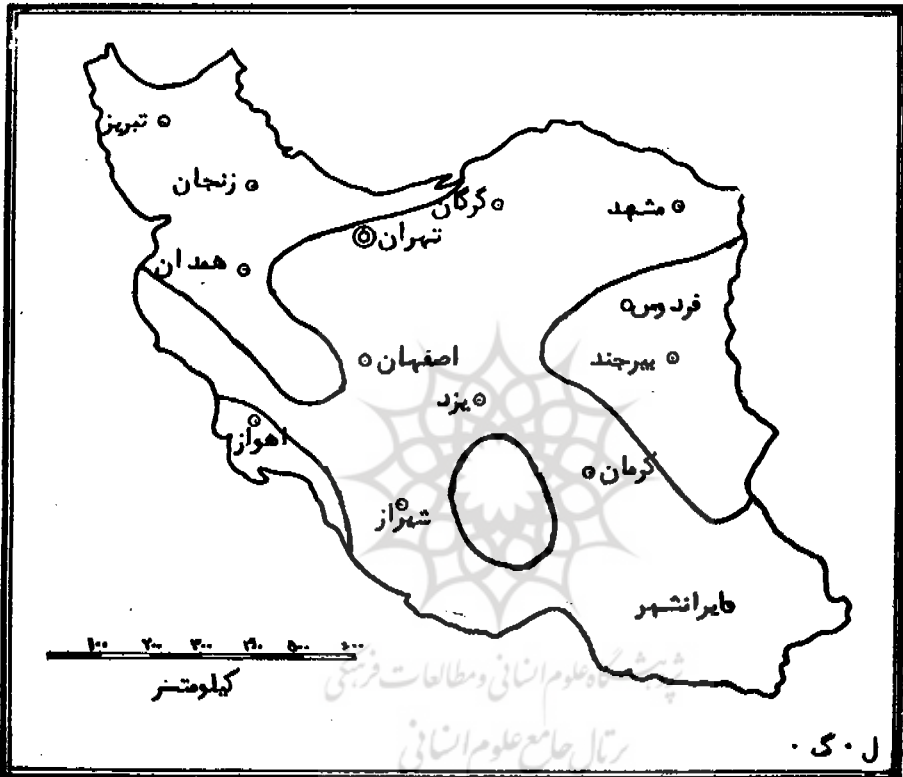 تبریز
زنجان
گرگان
مشهد
تهران
همدان
فردوس
اصفهان
بیرجند
یزد
اهواز
کرمان
شیراز
ایرانشهر
۱۰۰ ۲۰۰ ۳۰۰ ۴۰۰ ۵۰۰ ۶۰۰
کیلومتر
پژوهشگاه علوم انسانی و مطالعات فرهنگی
پرتال جامع علوم انسانی
ل . گ .